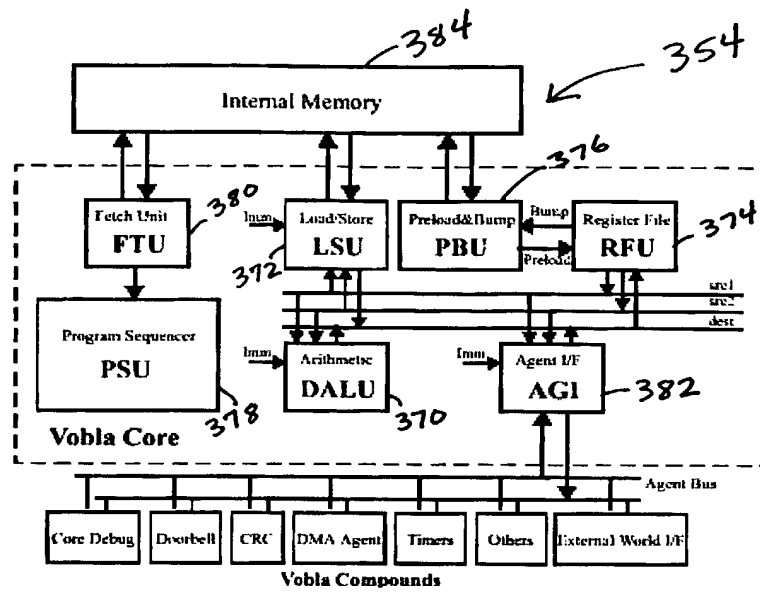 384
354
Internal Memory
376
Fetch Unit
FTU
380
Imm
Load/Store
LSU
372
Preload&Bump
PBU
Bump
Preload
Register File
RFU
374
src1
src2
dest
Program Sequencer
PSU
378
Imm
Arithmetic
DALU
370
Imm
Agent I/F
AGI
382
Vobla Core
Agent Bus
Core Debug
Doorbell
CRC
DMA Agent
Timers
Others
External World I/F
Vobla Compounds